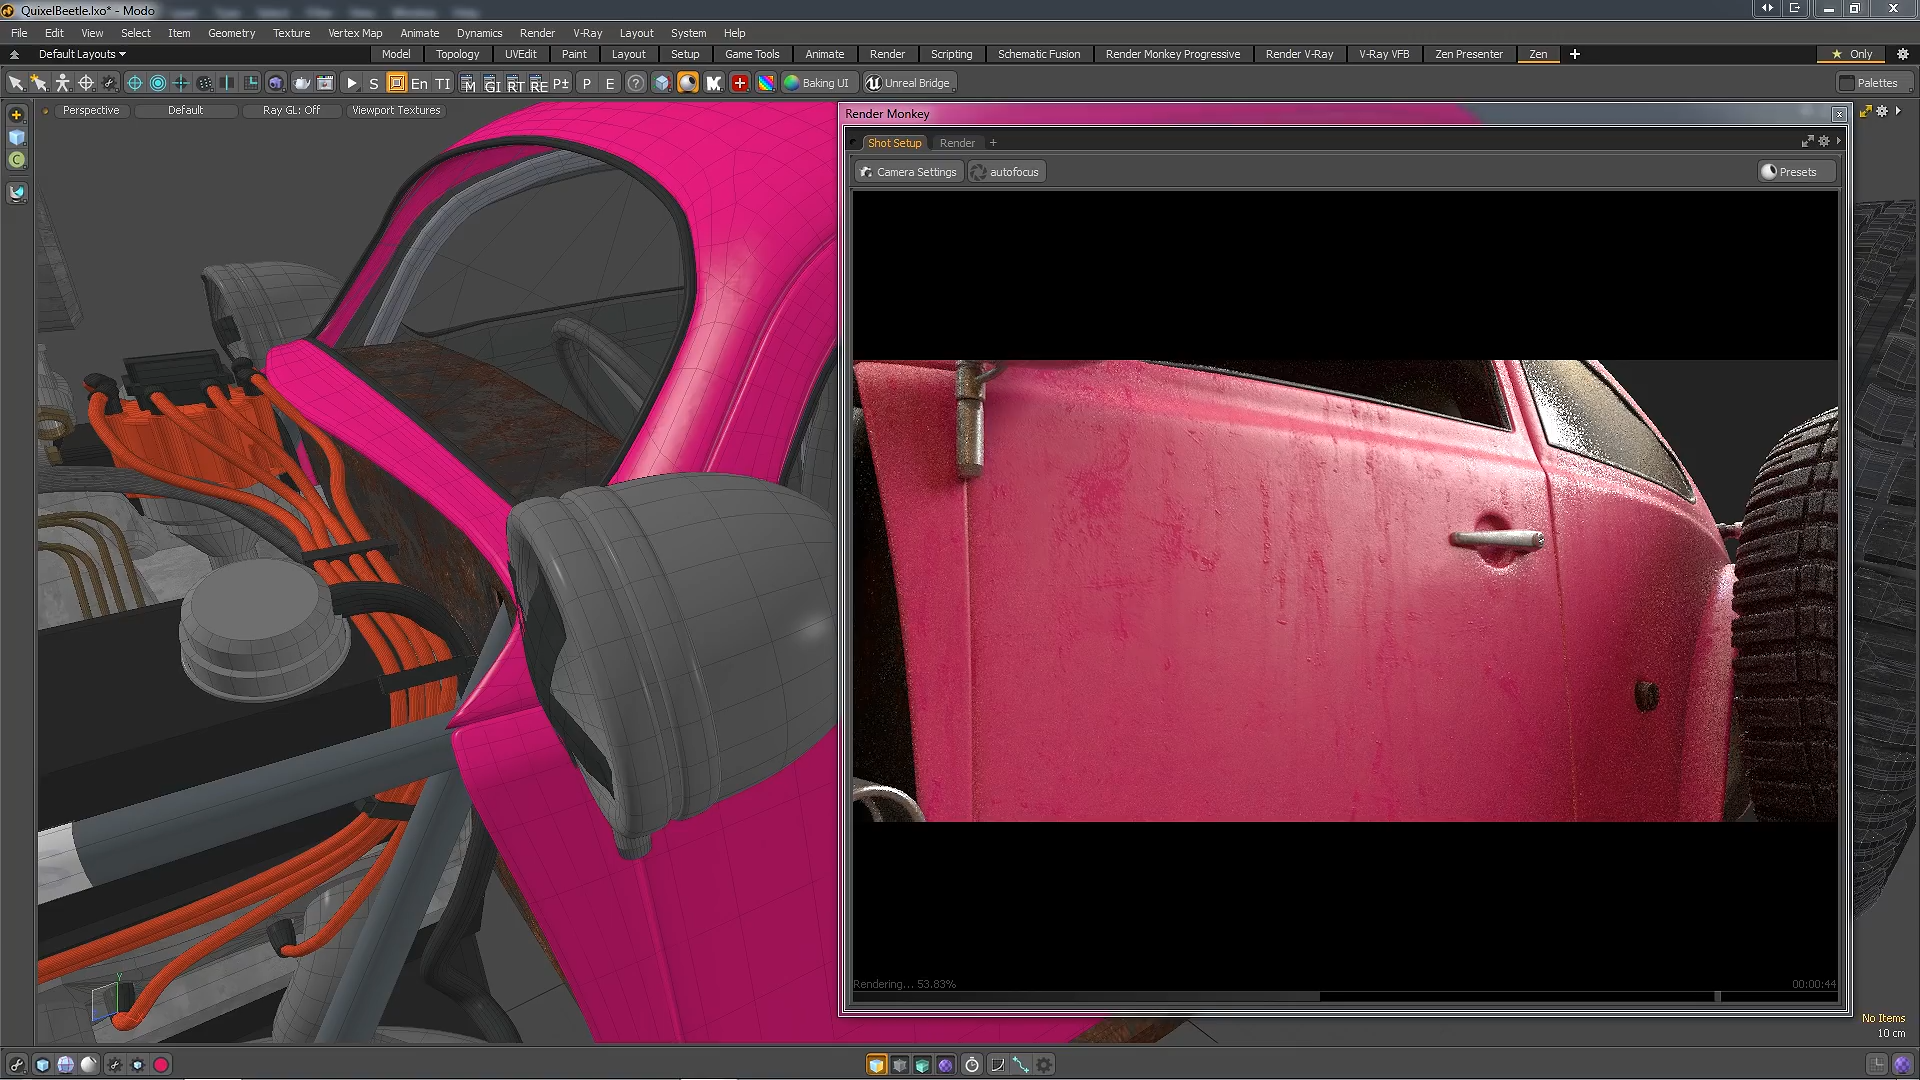 QuixelBeetle.lxo* - Modo
File Edit View Select Item Geometry Texture Vertex Map Animate Dynamics Render V-Ray Layout System Help
Default Layouts Model Topology UVEdit Paint Layout Setup Game Tools Animate Render Scripting Schematic Fusion Render Monkey Progressive Render V-Ray V-Ray VFB Zen Presenter Zen + Only
S En TI M GI RT RE P± P E ? M Baking UI Unreal Bridge Palettes
Perspective Default Ray GL: Off Viewport Textures
Render Monkey
Shot Setup Render +
Camera Settings autofocus Presets
C
Y
Rendering... 53.83% 00:00:44
No Items
10 cm